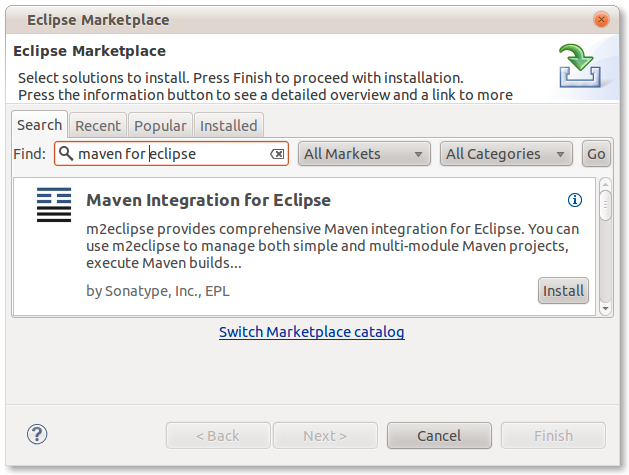 Eclipse Marketplace
Eclipse Marketplace
Select solutions to install. Press Finish to proceed with installation.
Press the information button to see a detailed overview and a link to more
Search Recent Popular Installed
Find: maven for eclipse All Markets All Categories Go
Maven Integration for Eclipse
m2eclipse provides comprehensive Maven integration for Eclipse. You can
use m2eclipse to manage both simple and multi-module Maven projects,
execute Maven builds...
by Sonatype, Inc., EPL Install
Switch Marketplace catalog
? < Back Next > Cancel Finish